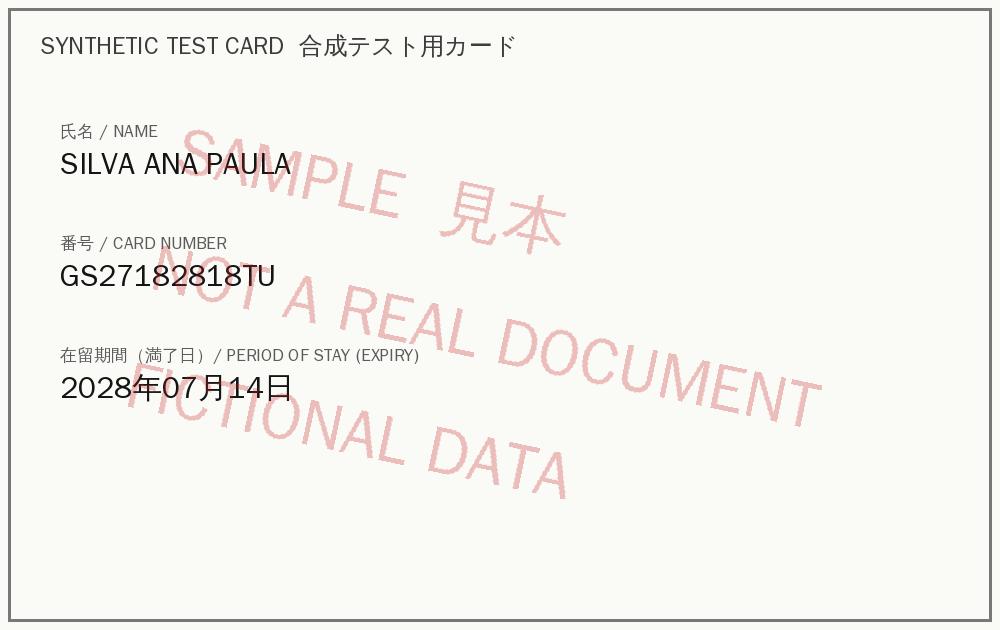 SYNTHETIC TEST CARD 合成テスト用カード
氏名 / NAME
SILVA ANA PAULA
番号 / CARD NUMBER
GS27182818TU
在留期間（満了日）/ PERIOD OF STAY (EXPIRY)
2028年07月14日
SAMPLE 見本
NOT A REAL DOCUMENT
FICTIONAL DATA